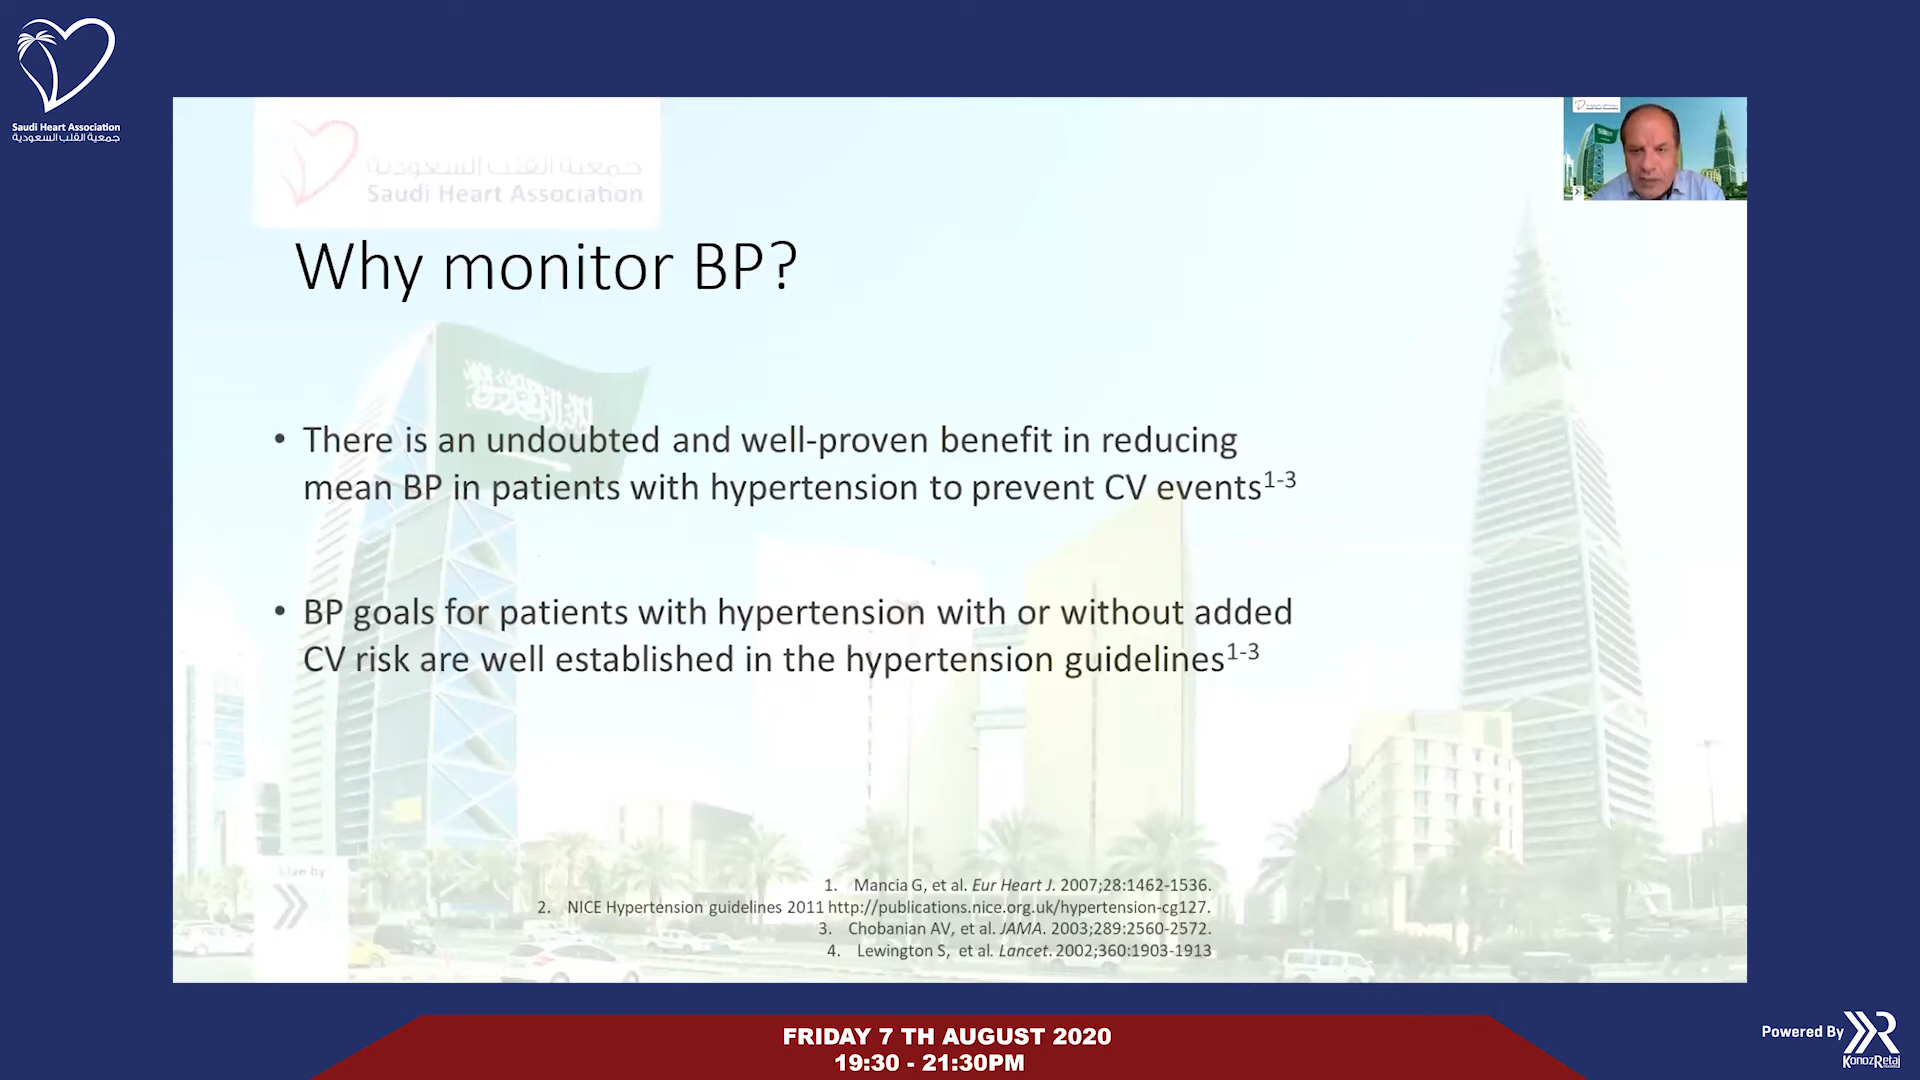 Saudi Heart Association
جمعية القلب السعودية
جمعية القلب السعودية
Saudi Heart Association
Why monitor BP?
• There is an undoubted and well-proven benefit in reducing
mean BP in patients with hypertension to prevent CV events1-3
• BP goals for patients with hypertension with or without added
CV risk are well established in the hypertension guidelines1-3
Live by
1. Mancia G, et al. Eur Heart J. 2007;28:1462-1536.
2. NICE Hypertension guidelines 2011 http://publications.nice.org.uk/hypertension-cg127.
3. Chobanian AV, et al. JAMA. 2003;289:2560-2572.
4. Lewington S, et al. Lancet. 2002;360:1903-1913
FRIDAY 7 TH AUGUST 2020
19:30 - 21:30PM
Powered By
KonozRetaj